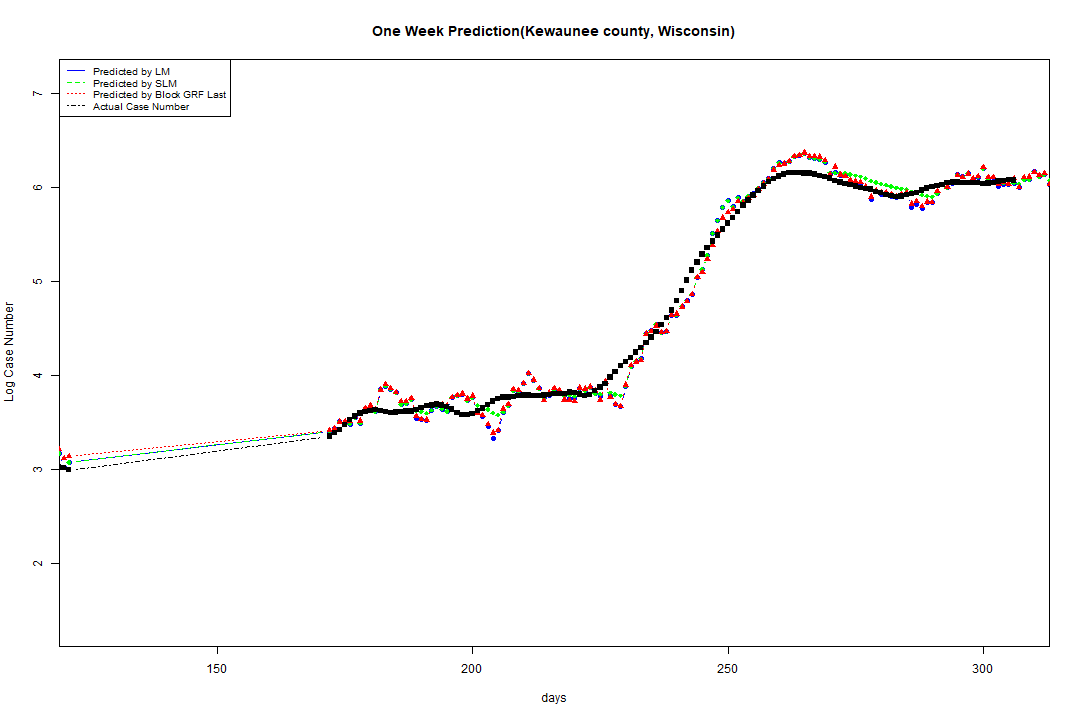 One Week Prediction(Kewaunee county, Wisconsin)
Predicted by LM
Predicted by SLM
Predicted by Block GRF Last
Actual Case Number
7
6
5
4
3
2
Log Case Number
150 200 250 300
days